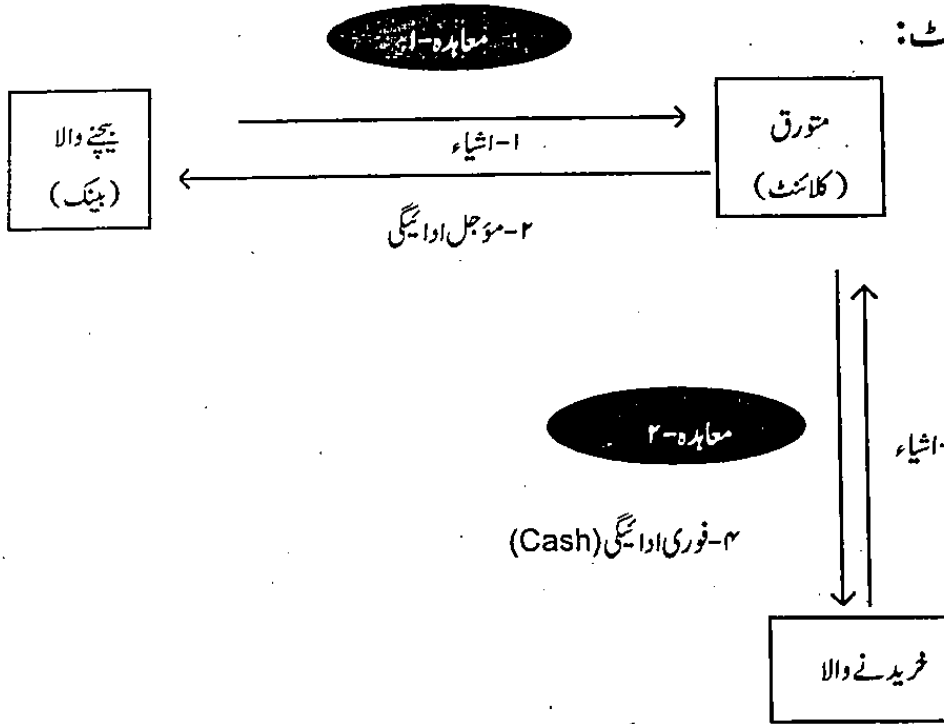 ٹ:
معاہدہ-۱
متورق
(کلائنٹ)
بیچنے والا
(بینک)
۱-اشیاء
۲-مؤجل ادائیگی
معاہدہ-۲
-اشیاء
۴-فوری ادائیگی (Cash)
خریدنے والا